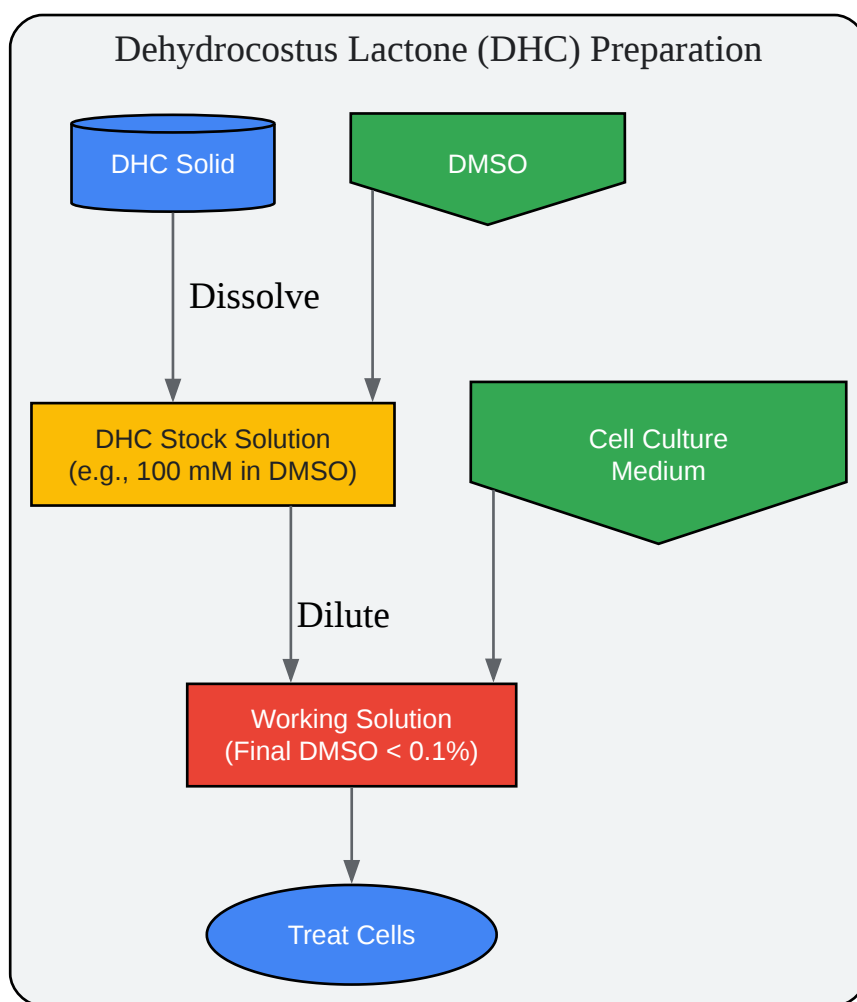 Dehydrocostus Lactone (DHC) Preparation
DHC Solid
DMSO
Dissolve
DHC Stock Solution
(e.g., 100 mM in DMSO)
Cell Culture
Medium
Dilute
Working Solution
(Final DMSO < 0.1%)
Treat Cells